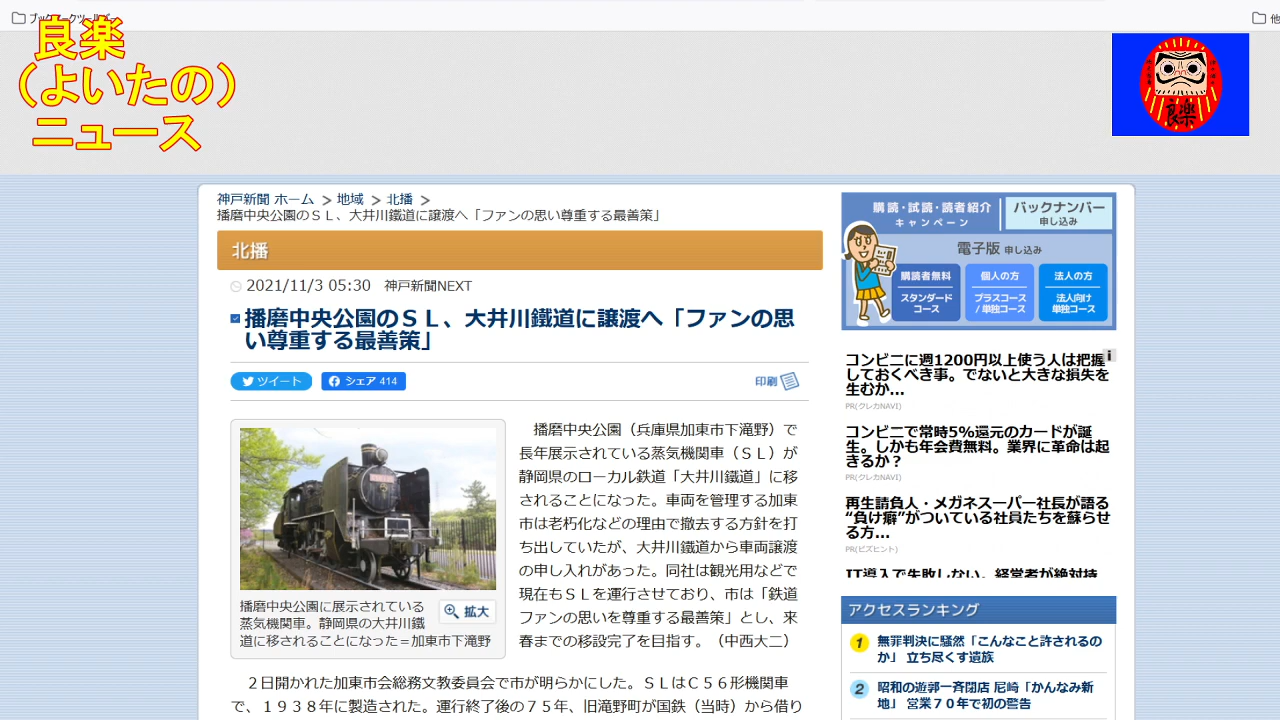 ブックマークツールバー
他
良楽
（よいたの）
ニュース
良楽
神戸新聞 ホーム > 地域 > 北播 >
播磨中央公園のＳＬ、大井川鐵道に譲渡へ「ファンの思い尊重する最善策」
北播
2021/11/3 05:30 神戸新聞NEXT
播磨中央公園のＳＬ、大井川鐵道に譲渡へ「ファンの思
い尊重する最善策」
ツイート
シェア 414
印刷
播磨中央公園に展示されている
蒸気機関車。静岡県の大井川鐵
道に移されることになった＝加東市下滝野
拡大
播磨中央公園（兵庫県加東市下滝野）で
長年展示されている蒸気機関車（ＳＬ）が
静岡県のローカル鉄道「大井川鐵道」に移
されることになった。車両を管理する加東
市は老朽化などの理由で撤去する方針を打
ち出していたが、大井川鐵道から車両譲渡
の申し入れがあった。同社は観光用などで
現在もＳＬを運行させており、市は「鉄道
ファンの思いを尊重する最善策」とし、来
春までの移設完了を目指す。（中西大二）
２日開かれた加東市会総務文教委員会で市が明らかにした。ＳＬはＣ５６形機関車
で、１９３８年に製造された。運行終了後の７５年、旧滝野町が国鉄（当時）から借り
購読・試読・読者紹介
キャンペーン
バックナンバー
申し込み
電子版 申し込み
購読者無料
スタンダード
コース
個人の方
プラスコース
/ 単独コース
法人の方
法人向け
単独コース
コンビニに週1200円以上使う人は把握
しておくべき事。でないと大きな損失を
生むか...
PR(クレカNAVI)
コンビニで常時5%還元のカードが誕
生。しかも年会費無料。業界に革命は起
きるか？
PR(クレカNAVI)
再生請負人・メガネスーパー社長が語る
“負け癖”がついている社員たちを蘇らせ
る方...
PR(ビズヒント)
IT導入で失敗しない。経営者が絶対持
アクセスランキング
1 無罪判決に騒然「こんなこと許されるの
か」 立ち尽くす遺族
2 昭和の遊郭一斉閉店 尼崎「かんなみ新
地」 営業７０年で初の警告